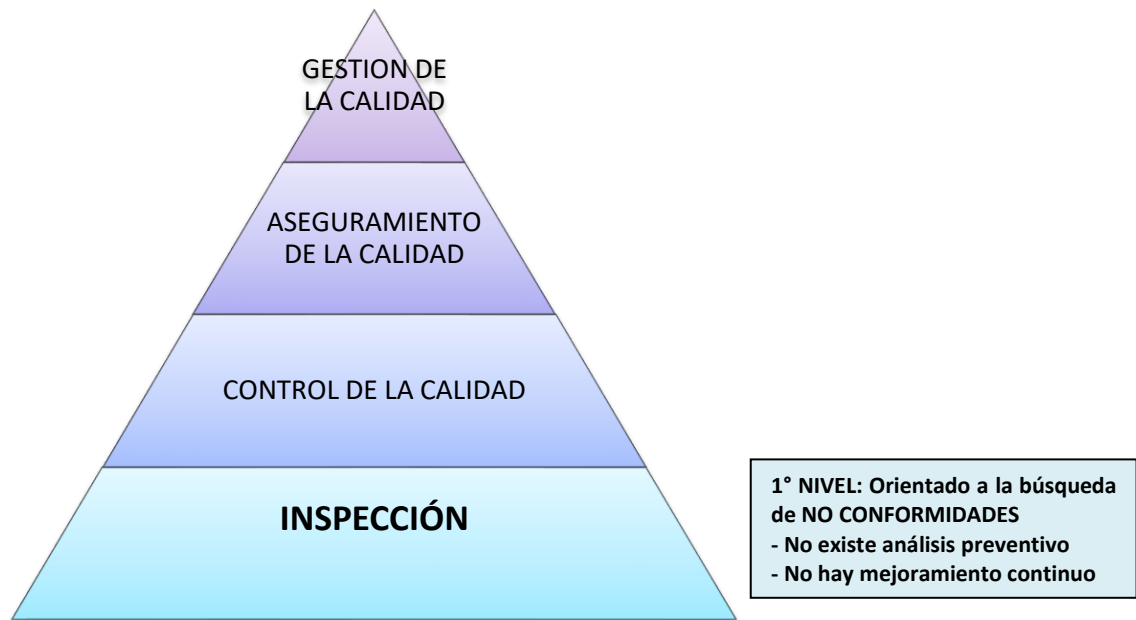 GESTION DE
LA CALIDAD
ASEGURAMIENTO
DE LA CALIDAD
CONTROL DE LA CALIDAD
INSPECCIÓN
1° NIVEL: Orientado a la búsqueda
de NO CONFORMIDADES
- No existe análisis preventivo
- No hay mejoramiento continuo